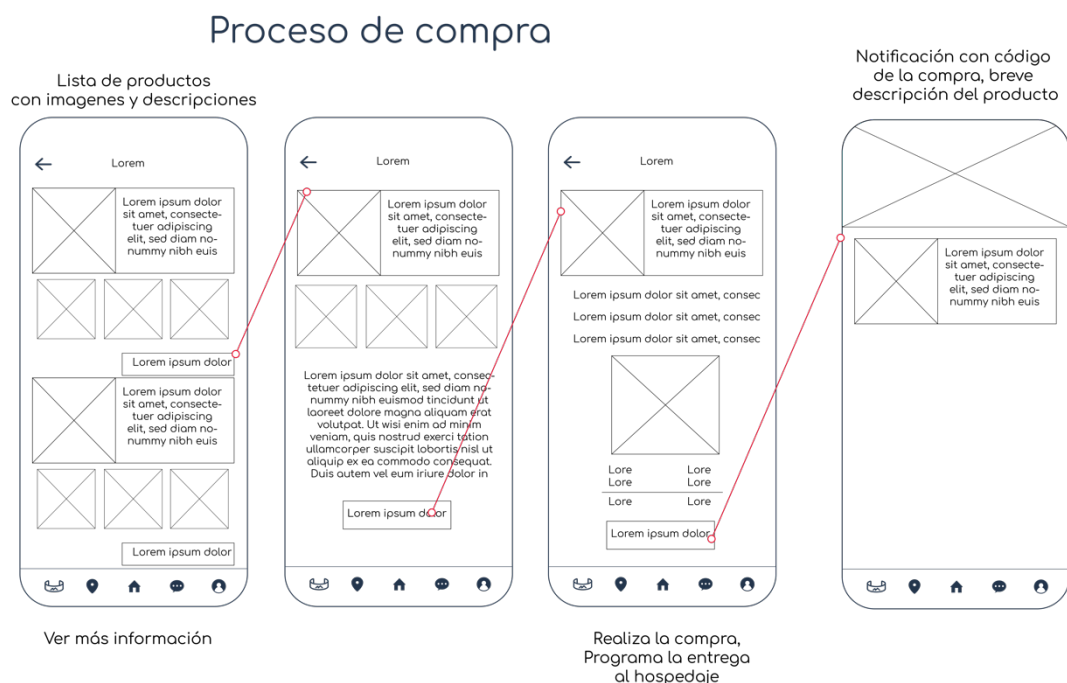 Proceso de compra
Lista de productos
con imagenes y descripciones
Lorem
Lorem ipsum dolor
sit amet, consecte-
tuer adipiscing
elit, sed diam no-
nummy nibh euis
Lorem ipsum dolor
Lorem ipsum dolor
sit amet, consecte-
tuer adipiscing
elit, sed diam no-
nummy nibh euis
Lorem ipsum dolor
Ver más información
Lorem
Lorem ipsum dolor
sit amet, consecte-
tuer adipiscing
elit, sed diam no-
nummy nibh euis
Lorem ipsum dolor sit amet, consec-
tetuer adipiscing elit, sed diam no-
nummy nibh euismod tincidunt ut
laoreet dolore magna aliquam erat
volutpat. Ut wisi enim ad minim
veniam, quis nostrud exerci tation
ullamcorper suscipit lobortis nisl ut
aliquip ex ea commodo consequat.
Duis autem vel eum iriure dolor in
Lorem ipsum dolor
Lorem
Lorem ipsum dolor
sit amet, consecte-
tuer adipiscing
elit, sed diam no-
nummy nibh euis
Lorem ipsum dolor sit amet, consec
Lorem ipsum dolor sit amet, consec
Lorem ipsum dolor sit amet, consec
Lore Lore
Lore Lore
Lore Lore
Lorem ipsum dolor
Realiza la compra,
Programa la entrega
al hospedaje
Notificación con código
de la compra, breve
descripción del producto
Lorem ipsum dolor
sit amet, consecte-
tuer adipiscing
elit, sed diam no-
nummy nibh euis